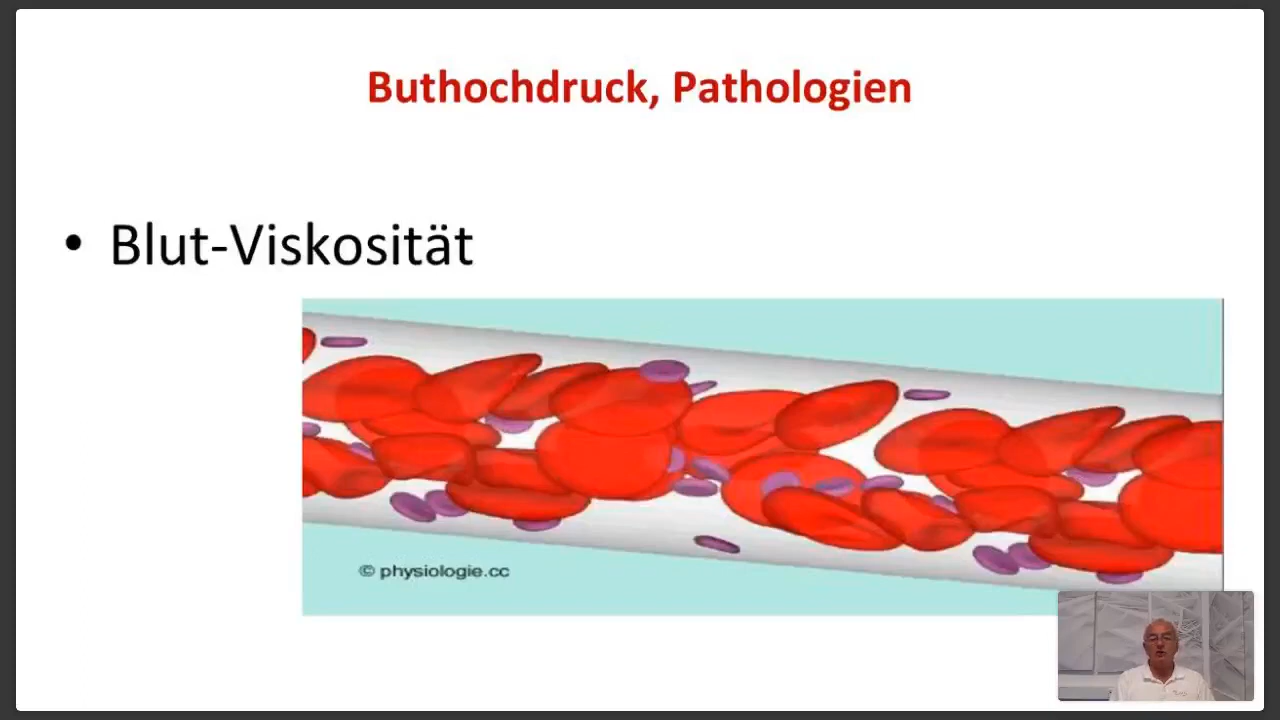 Buthochdruck, Pathologien
• Blut-Viskosität
© physiologie.cc